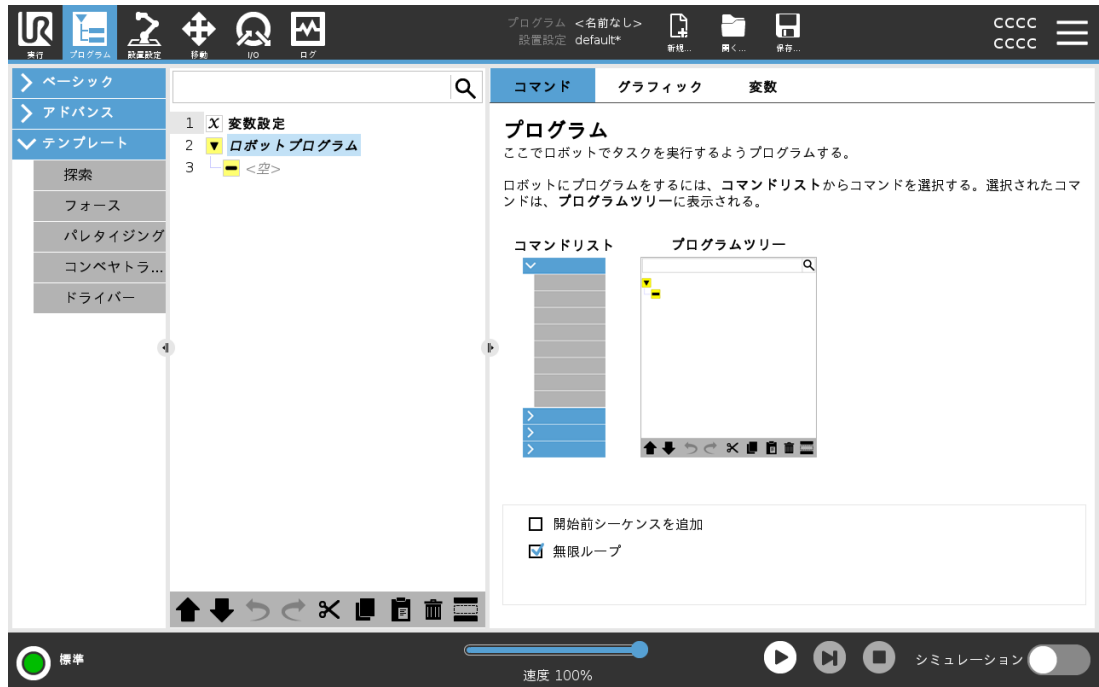 UR
実行
プログラム
設置設定
移動
I/O
ログ
プログラム <名前なし>
設置設定 default*
新規...
開く...
保存...
CCCC
CCCC
ベーシック
アドバンス
テンプレート
探索
フォース
パレタイジング
コンベヤトラ...
ドライバー
1 X 変数設定
2 ロボットプログラム
3 <空>
コマンド グラフィック 変数
プログラム
ここでロボットでタスクを実行するようプログラムする。
ロボットにプログラムをするには、コマンドリストからコマンドを選択する。選択されたコマ
ンドは、プログラムツリーに表示される。
コマンドリスト プログラムツリー
開始前シーケンスを追加
無限ループ
標準
速度 100%
シミュレーション